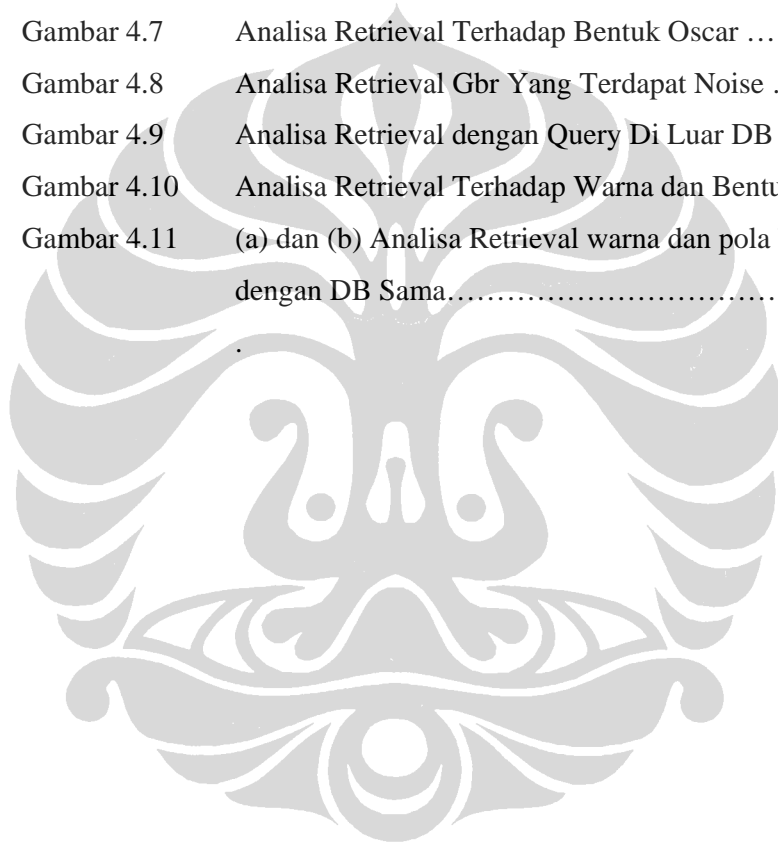 Gambar 4.7 Analisa Retrieval Terhadap Bentuk Oscar …
Gambar 4.8 Analisa Retrieval Gbr Yang Terdapat Noise .
Gambar 4.9 Analisa Retrieval dengan Query Di Luar DB
Gambar 4.10 Analisa Retrieval Terhadap Warna dan
Gambar 4.11 (a) dan (b) Analisa Retrieval warna dan pola
dengan DB Sama……………………………
.